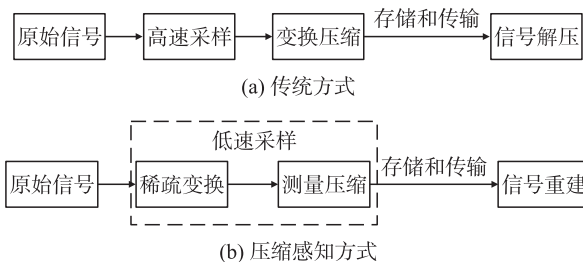 存储和传输
原始信号 高速采样 变换压缩 信号解压
(a) 传统方式
低速采样
存储和传输
原始信号 稀疏变换 测量压缩 信号重建
(b) 压缩感知方式